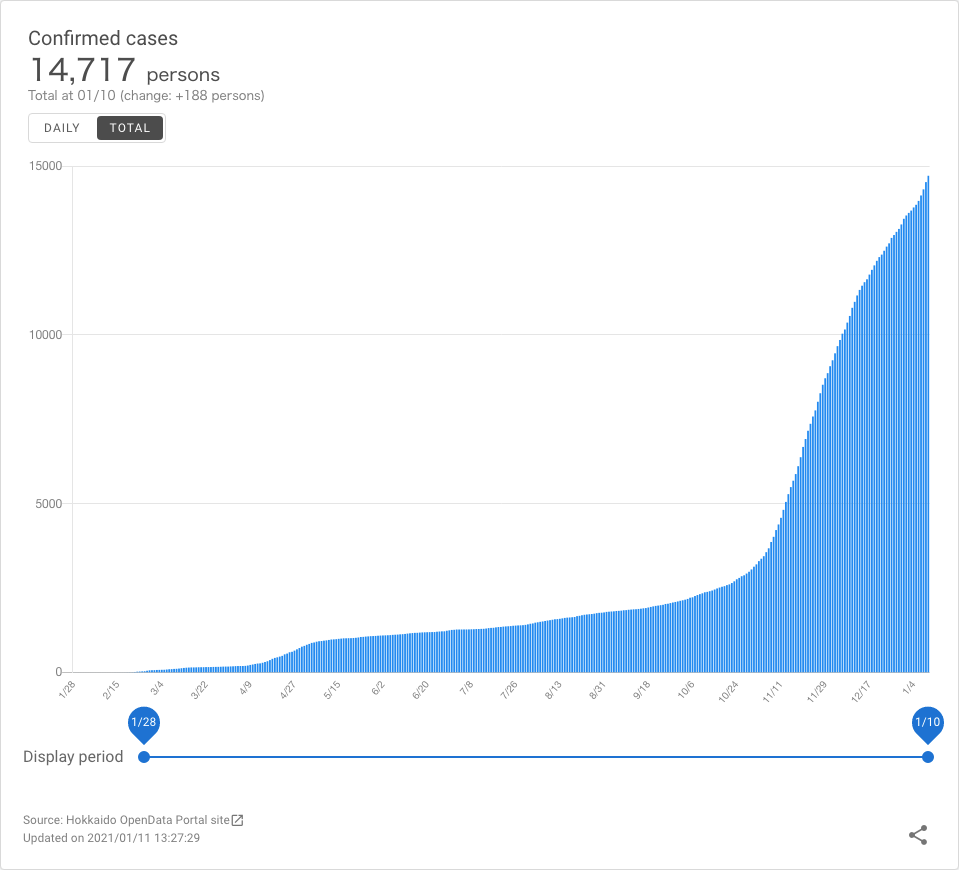 Confirmed cases
14,717 persons
Total at 01/10 (change: +188 persons)
DAILY TOTAL
15000
10000
5000
0
1/28 2/15 3/4 3/22 4/9 4/27 5/15 6/2 6/20 7/8 7/26 8/13 8/31 9/18 10/6 10/24 11/11 11/29 12/17 1/4
1/28 1/10
Display period
Source: Hokkaido OpenData Portal site
Updated on 2021/01/11 13:27:29